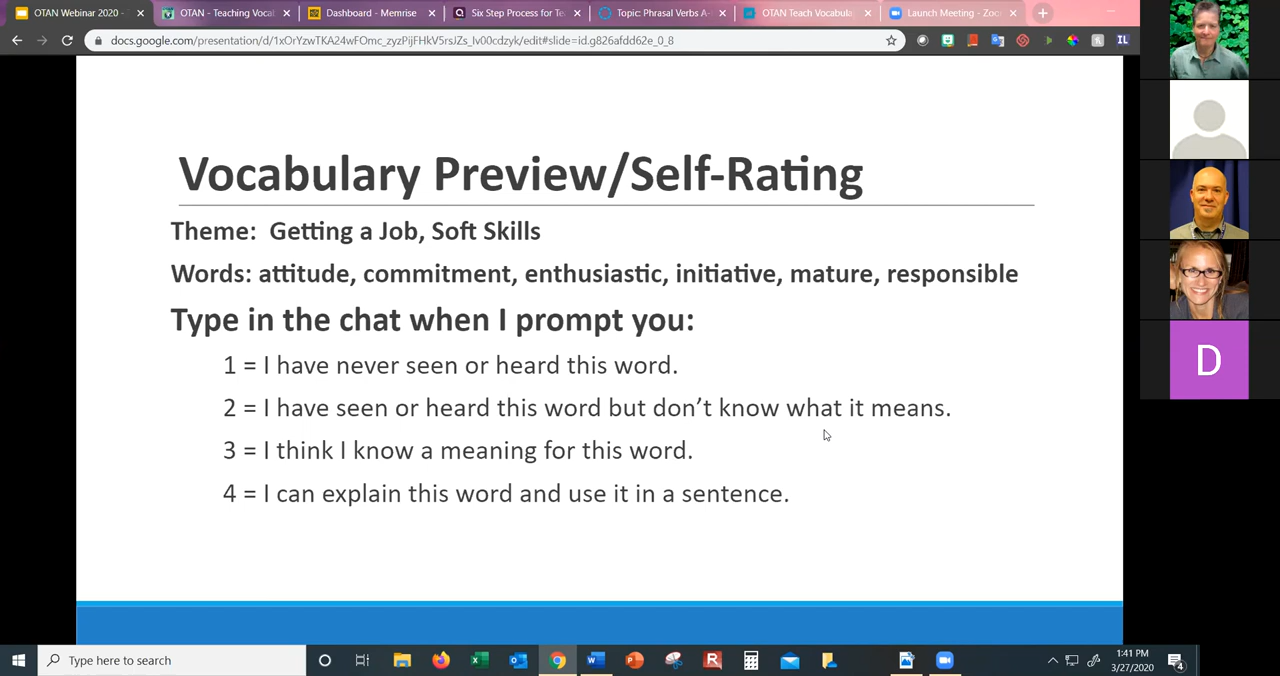 OTAN Webinar 2020 -
OTAN - Teaching Vocal
Dashboard - Memrise
Six Step Process for Te
Topic: Phrasal Verbs A-
OTAN Teach Vocabula
Launch Meeting - Zoo
docs.google.com/presentation/d/1xOrYzwTKA24wFOmc_zyzPijFHkV5rsJZs_lv00cdzyk/edit#slide=id.g826afdd62e_0_8
IL
Vocabulary Preview/Self-Rating
Theme: Getting a Job, Soft Skills
Words: attitude, commitment, enthusiastic, initiative, mature, responsible
Type in the chat when I prompt you:
1 = I have never seen or heard this word.
2 = I have seen or heard this word but don't know what it means.
3 = I think I know a meaning for this word.
4 = I can explain this word and use it in a sentence.
D
Type here to search
1:41 PM
3/27/2020
4